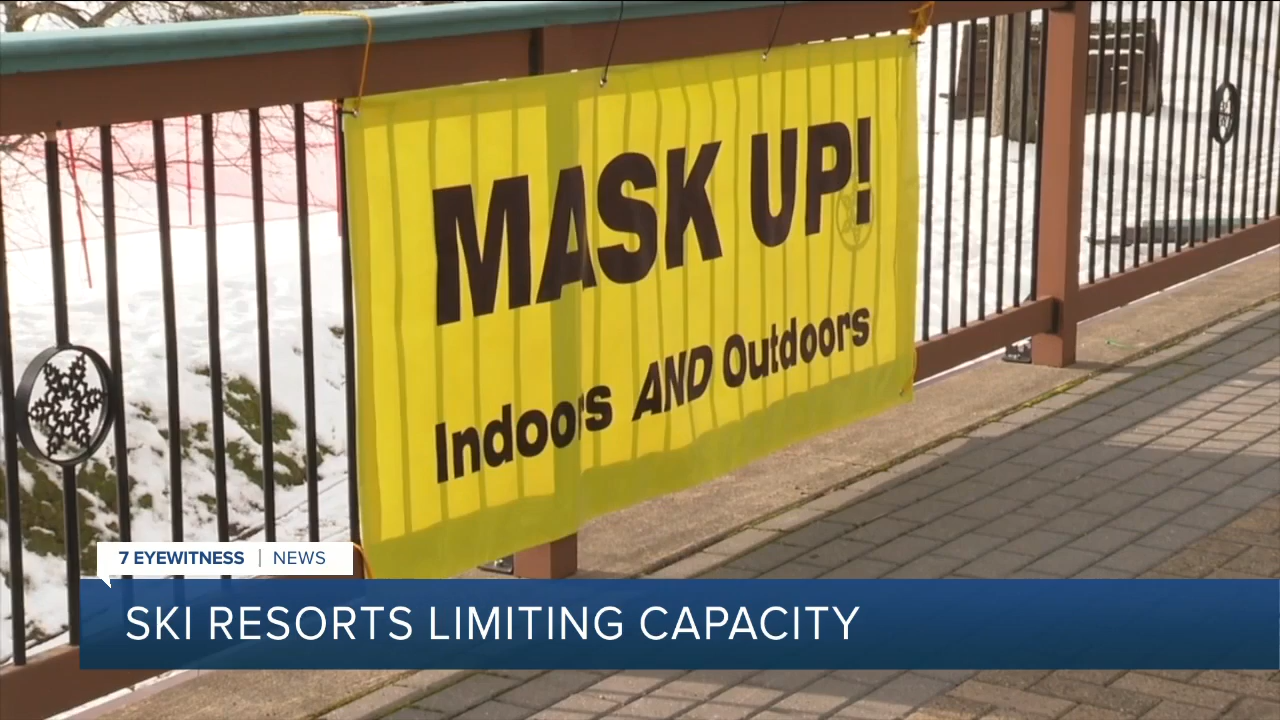 MASK UP!
Indoors AND Outdoors
7 EYEWITNESS | NEWS
SKI RESORTS LIMITING CAPACITY